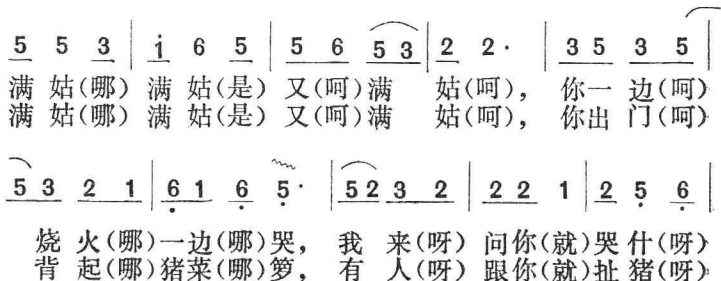 5 5 3 | i 6 5 | 5 6 5 3 | 2 2· | 3 5 3 5 |
满 姑(哪) 满 姑(是) 又(呵)满 姑(呵), 你一 边(呵)
满 姑(哪) 满 姑(是) 又(呵)满 姑(呵), 你出 门(呵)
5 3 2 1 | 6 1 6 5· | 5 2 3 2 | 2 2 1 | 2 5 6 |
烧 火(哪)一边(哪)哭, 我 来(呀) 问你(就)哭 什(呀)
背 起(哪)猪菜(哪)箩, 有 人(呀) 跟你(就)扯 猪(呀)